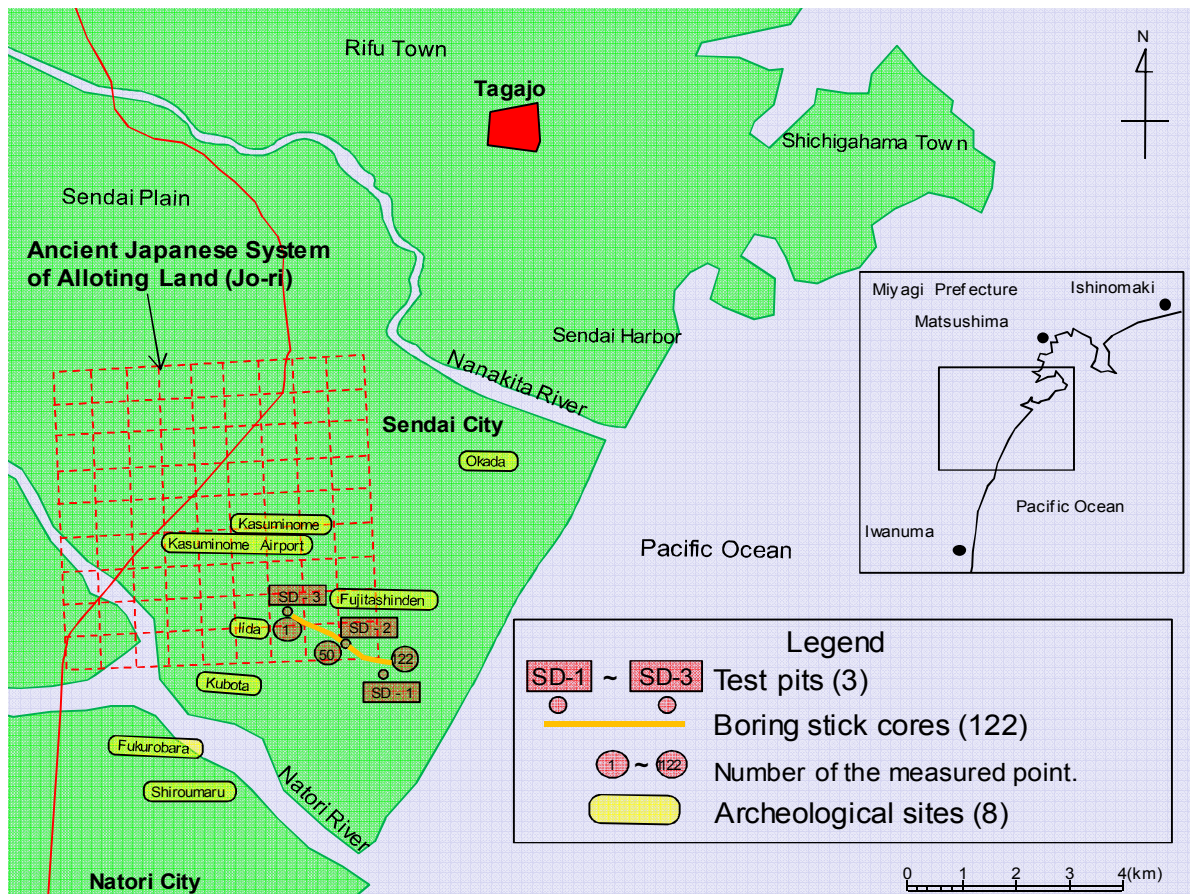 Rifu Town
N
Tagajo
Shichigahama Town
Sendai Plain
Ancient Japanese System
of Alloting Land (Jo-ri)
Miyagi Prefecture
Ishinomaki
Matsushima
Sendai Harbor
Nanakita River
Sendai City
Okada
Pacific Ocean
Iwanuma
Kasuminome
Kasuminome Airport
Pacific Ocean
SD - 3
Fujitashinden
Iida
1
SD - 2
50
122
Kubota
SD - 1
Fukurobara
Shiroumaru
Natori River
Natori City
Legend
SD-1 ~ SD-3 Test pits (3)
Boring stick cores (122)
1 ~ 122 Number of the measured point.
Archeological sites (8)
0 1 2 3 4(km)